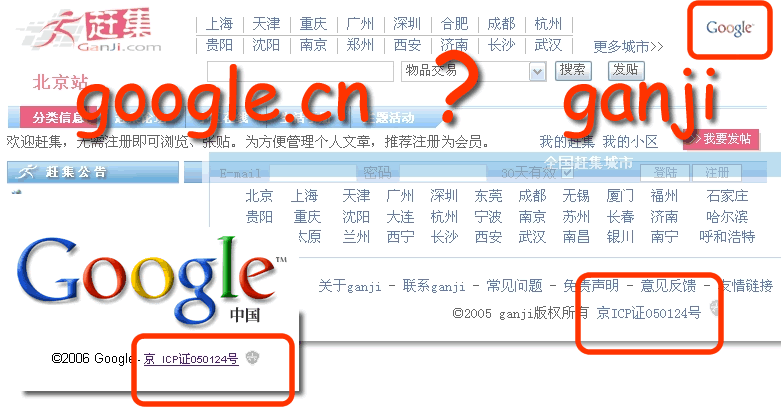 赶集
GanJi.com
北京站
上海 | 天津 | 重庆 | 广州 | 深圳 | 合肥 | 成都 | 杭州
贵阳 | 沈阳 | 南京 | 郑州 | 西安 | 济南 | 长沙 | 武汉
更多城市>>
Google
物品交易
搜索
发贴
google.cn ? ganji
分类信息
主题活动
欢迎赶集,无需注册即可浏览、张贴。为方便管理个人文章,推荐注册为会员。
我的赶集 我的小区
>我要发帖
赶集公告
全国赶集城市
E-mail 密码 30天有效 登陆 注册
北京 上海 天津 广州 深圳 东莞 成都 无锡 厦门 福州 石家庄
贵阳 重庆 沈阳 大连 杭州 宁波 南京 苏州 长春 济南 哈尔滨
太原 兰州 西宁 长沙 西安 武汉 南昌 银川 南宁 呼和浩特
Google™
中国
©2006 Google - 京 ICP证050124号
关于ganji - 联系ganji - 常见问题 - 免责声明 - 意见反馈 - 友情链接
©2005 ganji版权所有 京ICP证050124号